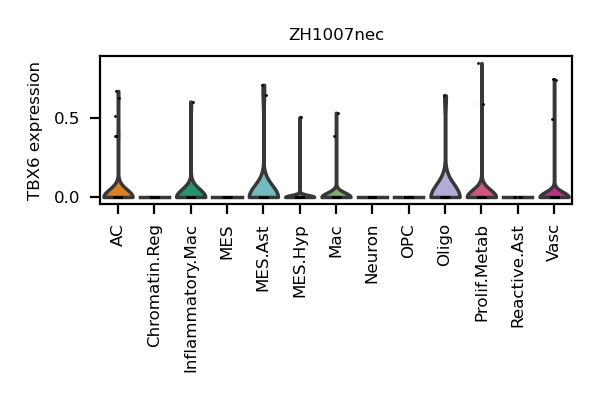 ZH1007nec
TBX6 expression
0.5
0.0
AC
Chromatin.Reg
Inflammatory.Mac
MES
MES.Ast
MES.Hyp
Mac
Neuron
OPC
Oligo
Prolif.Metab
Reactive.Ast
Vasc